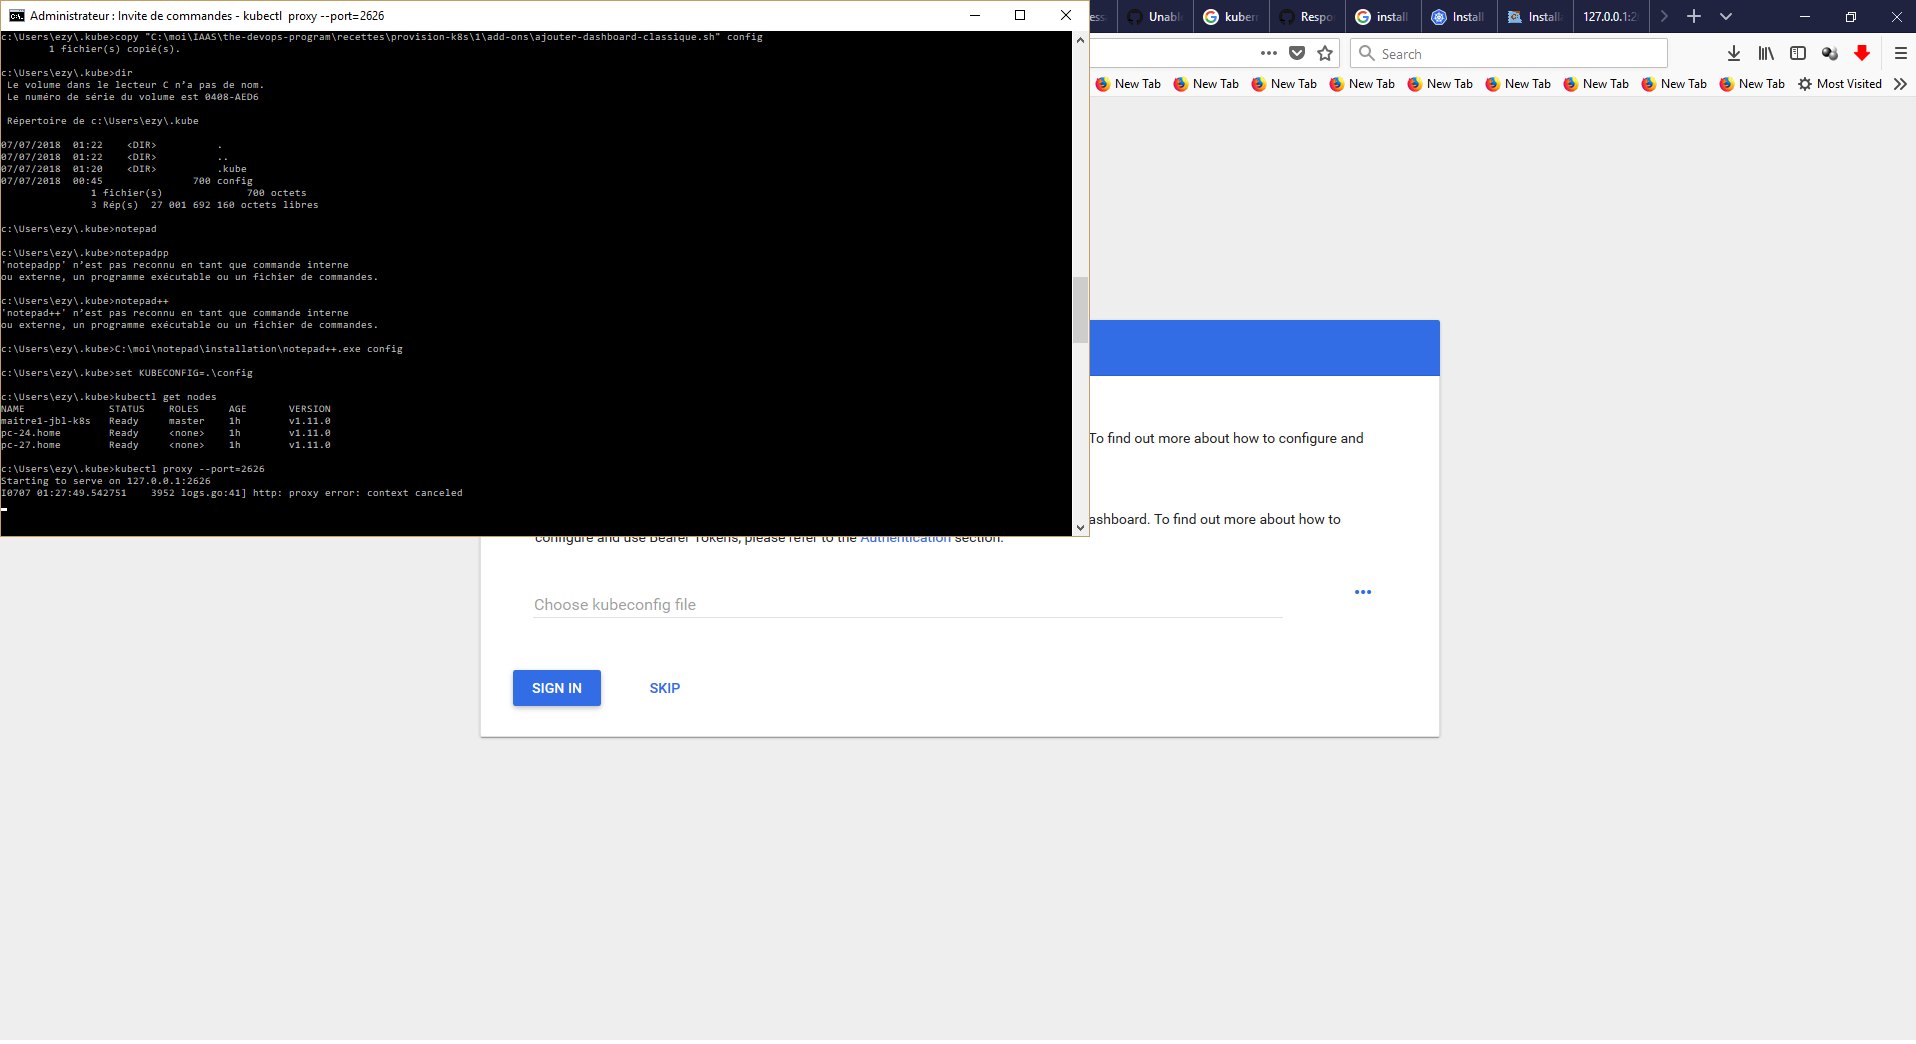 Administrateur : Invite de commandes - kubectl proxy --port=2626
c:\Users\ezy\.kube>copy "C:\moi\IAAS\the-devops-program\recettes\provision-k8s\1\add-ons\ajouter-dashboard-classique.sh" config
1 fichier(s) copié(s).
c:\Users\ezy\.kube>dir
Le volume dans le lecteur C n’a pas de nom.
Le numéro de série du volume est 0408-AED6
Répertoire de c:\Users\ezy\.kube
07/07/2018 01:22 <DIR> .
07/07/2018 01:22 <DIR> ..
07/07/2018 01:20 <DIR> .kube
07/07/2018 00:45 700 config
1 fichier(s) 700 octets
3 Rép(s) 27 001 692 160 octets libres
c:\Users\ezy\.kube>notepad
c:\Users\ezy\.kube>notepadpp
'notepadpp' n’est pas reconnu en tant que commande interne
ou externe, un programme exécutable ou un fichier de commandes.
c:\Users\ezy\.kube>notepad++
'notepad++' n’est pas reconnu en tant que commande interne
ou externe, un programme exécutable ou un fichier de commandes.
c:\Users\ezy\.kube>C:\moi\notepad\installation\notepad++.exe config
c:\Users\ezy\.kube>set KUBECONFIG=.\config
c:\Users\ezy\.kube>kubectl get nodes
NAME STATUS ROLES AGE VERSION
maitre1-jbl-k8s Ready master 1h v1.11.0
pc-24.home Ready <none> 1h v1.11.0
pc-27.home Ready <none> 1h v1.11.0
c:\Users\ezy\.kube>kubectl proxy --port=2626
Starting to serve on 127.0.0.1:2626
I0707 01:27:49.542751 3952 logs.go:41] http: proxy error: context canceled
Unabl kuber Respo install Install Install 127.0.0.1:2
Search
New Tab New Tab New Tab New Tab New Tab New Tab New Tab New Tab New Tab Most Visited
To find out more about how to configure and
ashboard. To find out more about how to
configure and use Bearer Tokens, please refer to the Authentication section.
Choose kubeconfig file
SIGN IN SKIP